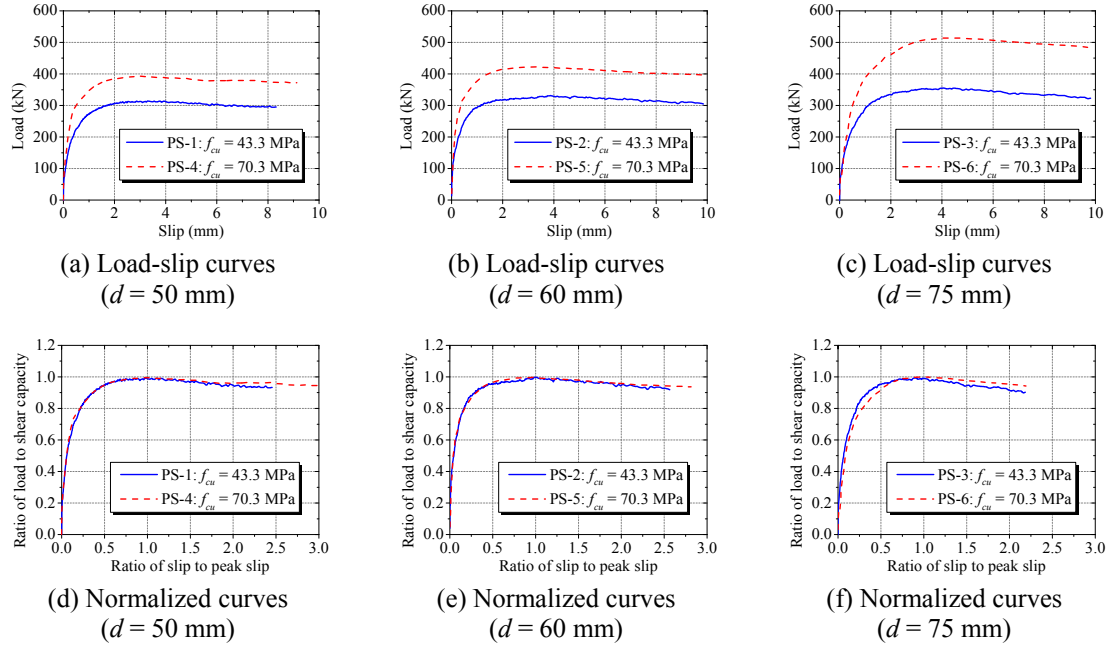 600
500
400
300
200
100
0
Load (kN)
PS-1: fcu = 43.3 MPa
PS-4: fcu = 70.3 MPa
0 2 4 6 8 10
Slip (mm)
(a) Load-slip curves
(d = 50 mm)
600
500
400
300
200
100
0
Load (kN)
PS-2: fcu = 43.3 MPa
PS-5: fcu = 70.3 MPa
0 2 4 6 8 10
Slip (mm)
(b) Load-slip curves
(d = 60 mm)
600
500
400
300
200
100
0
Load (kN)
PS-3: fcu = 43.3 MPa
PS-6: fcu = 70.3 MPa
0 2 4 6 8 10
Slip (mm)
(c) Load-slip curves
(d = 75 mm)
1.2
1.0
0.8
0.6
0.4
0.2
0.0
Ratio of load to shear capacity
PS-1: fcu = 43.3 MPa
PS-4: fcu = 70.3 MPa
0.0 0.5 1.0 1.5 2.0 2.5 3.0
Ratio of slip to peak slip
(d) Normalized curves
(d = 50 mm)
1.2
1.0
0.8
0.6
0.4
0.2
0.0
Ratio of load to shear capacity
PS-2: fcu = 43.3 MPa
PS-5: fcu = 70.3 MPa
0.0 0.5 1.0 1.5 2.0 2.5 3.0
Ratio of slip to peak slip
(e) Normalized curves
(d = 60 mm)
1.2
1.0
0.8
0.6
0.4
0.2
0.0
Ratio of load to shear capacity
PS-3: fcu = 43.3 MPa
PS-6: fcu = 70.3 MPa
0.0 0.5 1.0 1.5 2.0 2.5 3.0
Ratio of slip to peak slip
(f) Normalized curves
(d = 75 mm)